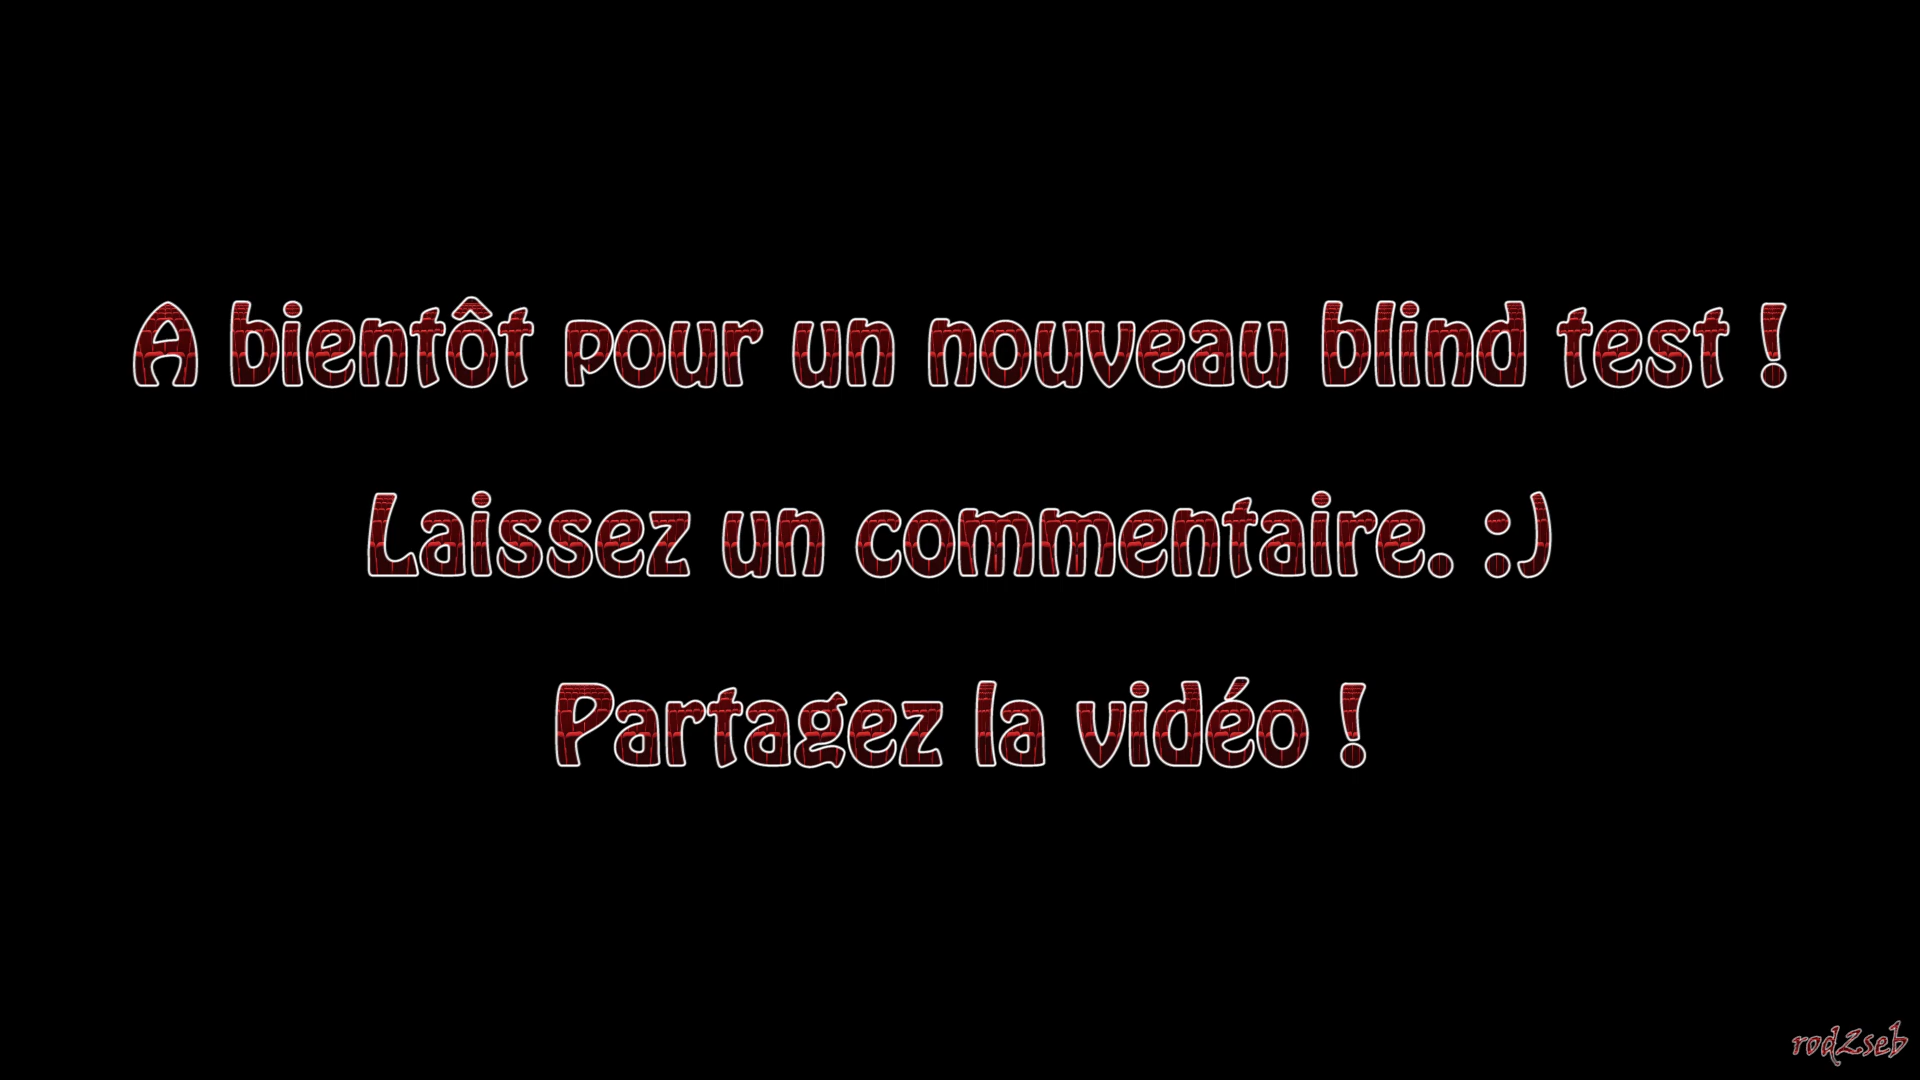 A bientôt pour un nouveau blind test !
Laissez un commentaire. :)
Partagez la vidéo !
rod2seb